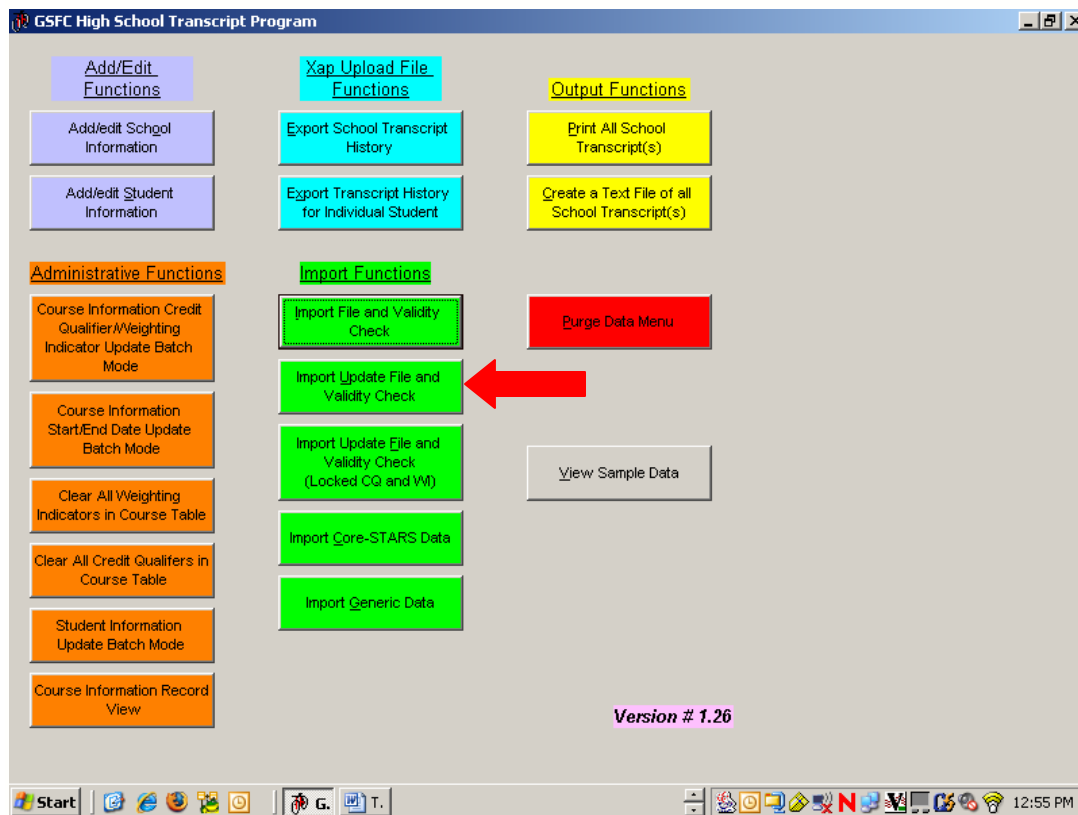 GSFC High School Transcript Program
Add/Edit
Functions
Add/edit School
Information
Add/edit Student
Information
Xap Upload File
Functions
Export School Transcript
History
Export Transcript History
for Individual Student
Output Functions
Print All School
Transcript(s)
Create a Text File of all
School Transcript(s)
Administrative Functions
Course Information Credit
Qualifier/Weighting
Indicator Update Batch
Mode
Course Information
Start/End Date Update
Batch Mode
Clear All Weighting
Indicators in Course Table
Clear All Credit Qualifers in
Course Table
Student Information
Update Batch Mode
Course Information Record
View
Import Functions
Import File and Validity
Check
Import Update File and
Validity Check
Import Update File and
Validity Check
(Locked CQ and WI)
Import Core-STARS Data
Import Generic Data
Purge Data Menu
View Sample Data
Version # 1.26
Start
G.
T.
N
12:55 PM